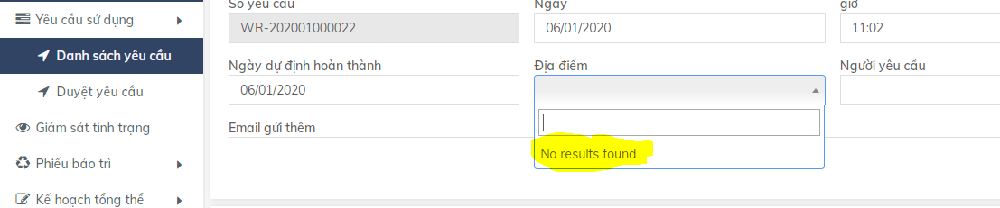 Yêu cầu sử dụng
Danh sách yêu cầu
Duyệt yêu cầu
Giám sát tình trạng
Phiếu bảo trì
Kế hoạch tổng thể
Số yêu cầu
Ngày
giờ
WR-202001000022
06/01/2020
11:02
Ngày dự định hoàn thành
Địa điểm
Người yêu cầu
06/01/2020
Email gửi thêm
No results found